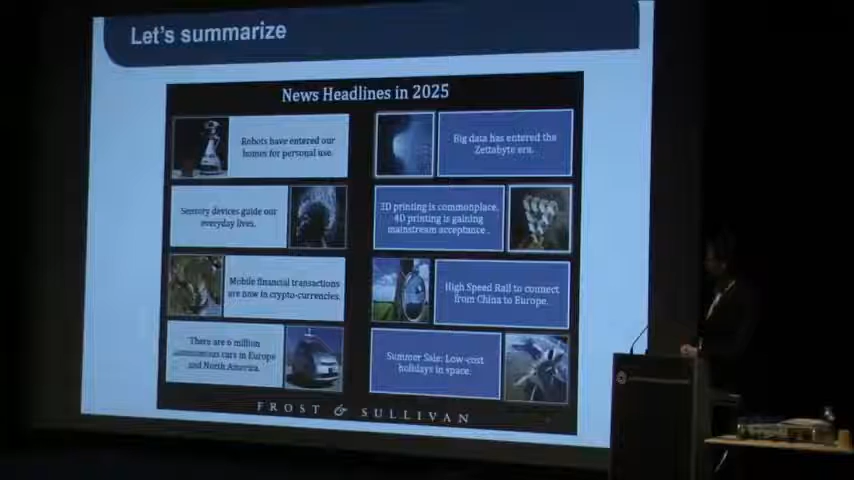 Let's summarize
News Headlines in 2025
Robots have entered our
homes for personal use.
Big data has entered the
Zettabyte era.
Sensory devices guide our
everyday lives.
3D printing is commonplace.
4D printing is gaining
mainstream acceptance .
Mobile financial transactions
are now in crypto-currencies.
High Speed Rail to connect
from China to Europe.
There are 6 million
autonomous cars in Europe
and North America.
Summer Sale: Low-cost
holidays in space.
FROST & SULLIVAN